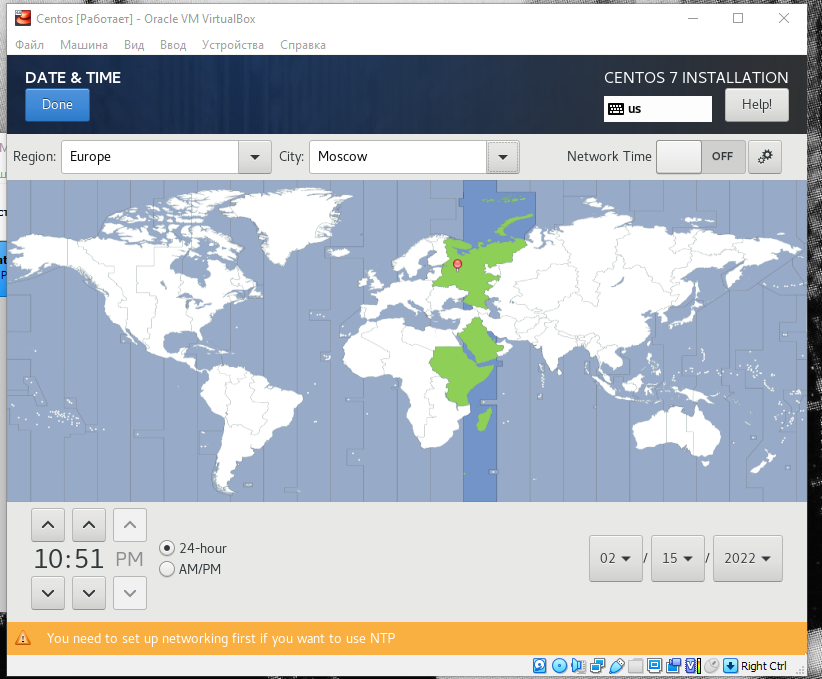 Centos [Работает] - Oracle VM VirtualBox
Файл Машина Вид Ввод Устройства Справка
DATE & TIME
CENTOS 7 INSTALLATION
Done
us
Help!
Region: Europe City: Moscow Network Time OFF
10:51 PM
24-hour
AM/PM
02 / 15 / 2022
You need to set up networking first if you want to use NTP
Right Ctrl